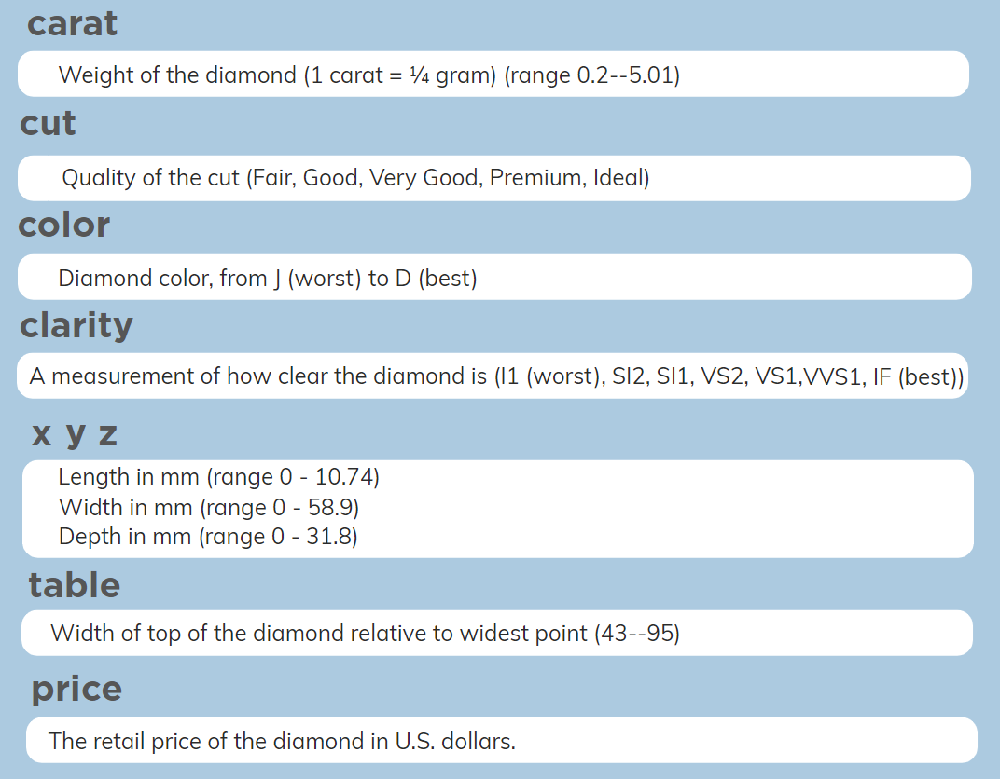 carat
Weight of the diamond (1 carat = ¼ gram) (range 0.2--5.01)
cut
Quality of the cut (Fair, Good, Very Good, Premium, Ideal)
color
Diamond color, from J (worst) to D (best)
clarity
A measurement of how clear the diamond is (I1 (worst), SI2, SI1, VS2, VS1,VVS1, IF (best))
x y z
Length in mm (range 0 - 10.74)
Width in mm (range 0 - 58.9)
Depth in mm (range 0 - 31.8)
table
Width of top of the diamond relative to widest point (43--95)
price
The retail price of the diamond in U.S. dollars.